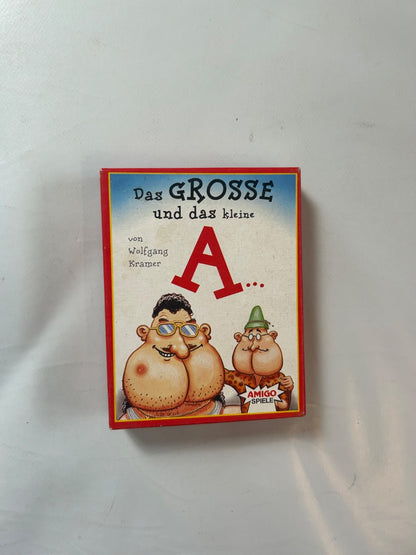 Das GROSSE
und das kleine
von
Wolfgang
Kramer
A...
AMIGO
SPIELE